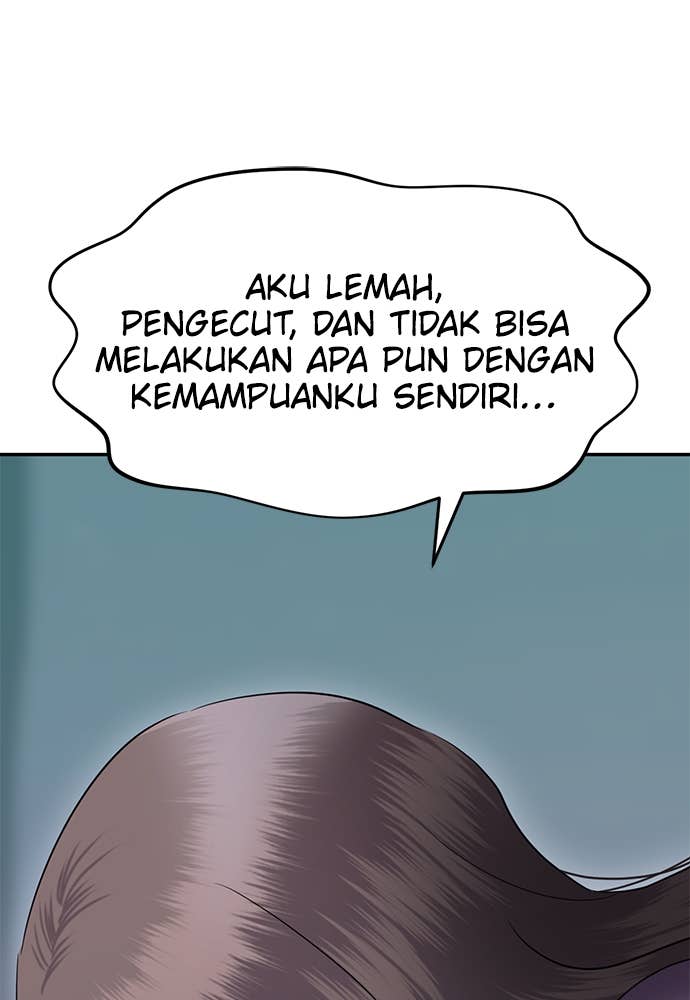 AKU LEMAH,
PENGECUT, DAN TIDAK BISA
MELAKUKAN APA PUN DENGAN
KEMAMPUANKU SENDIRI...